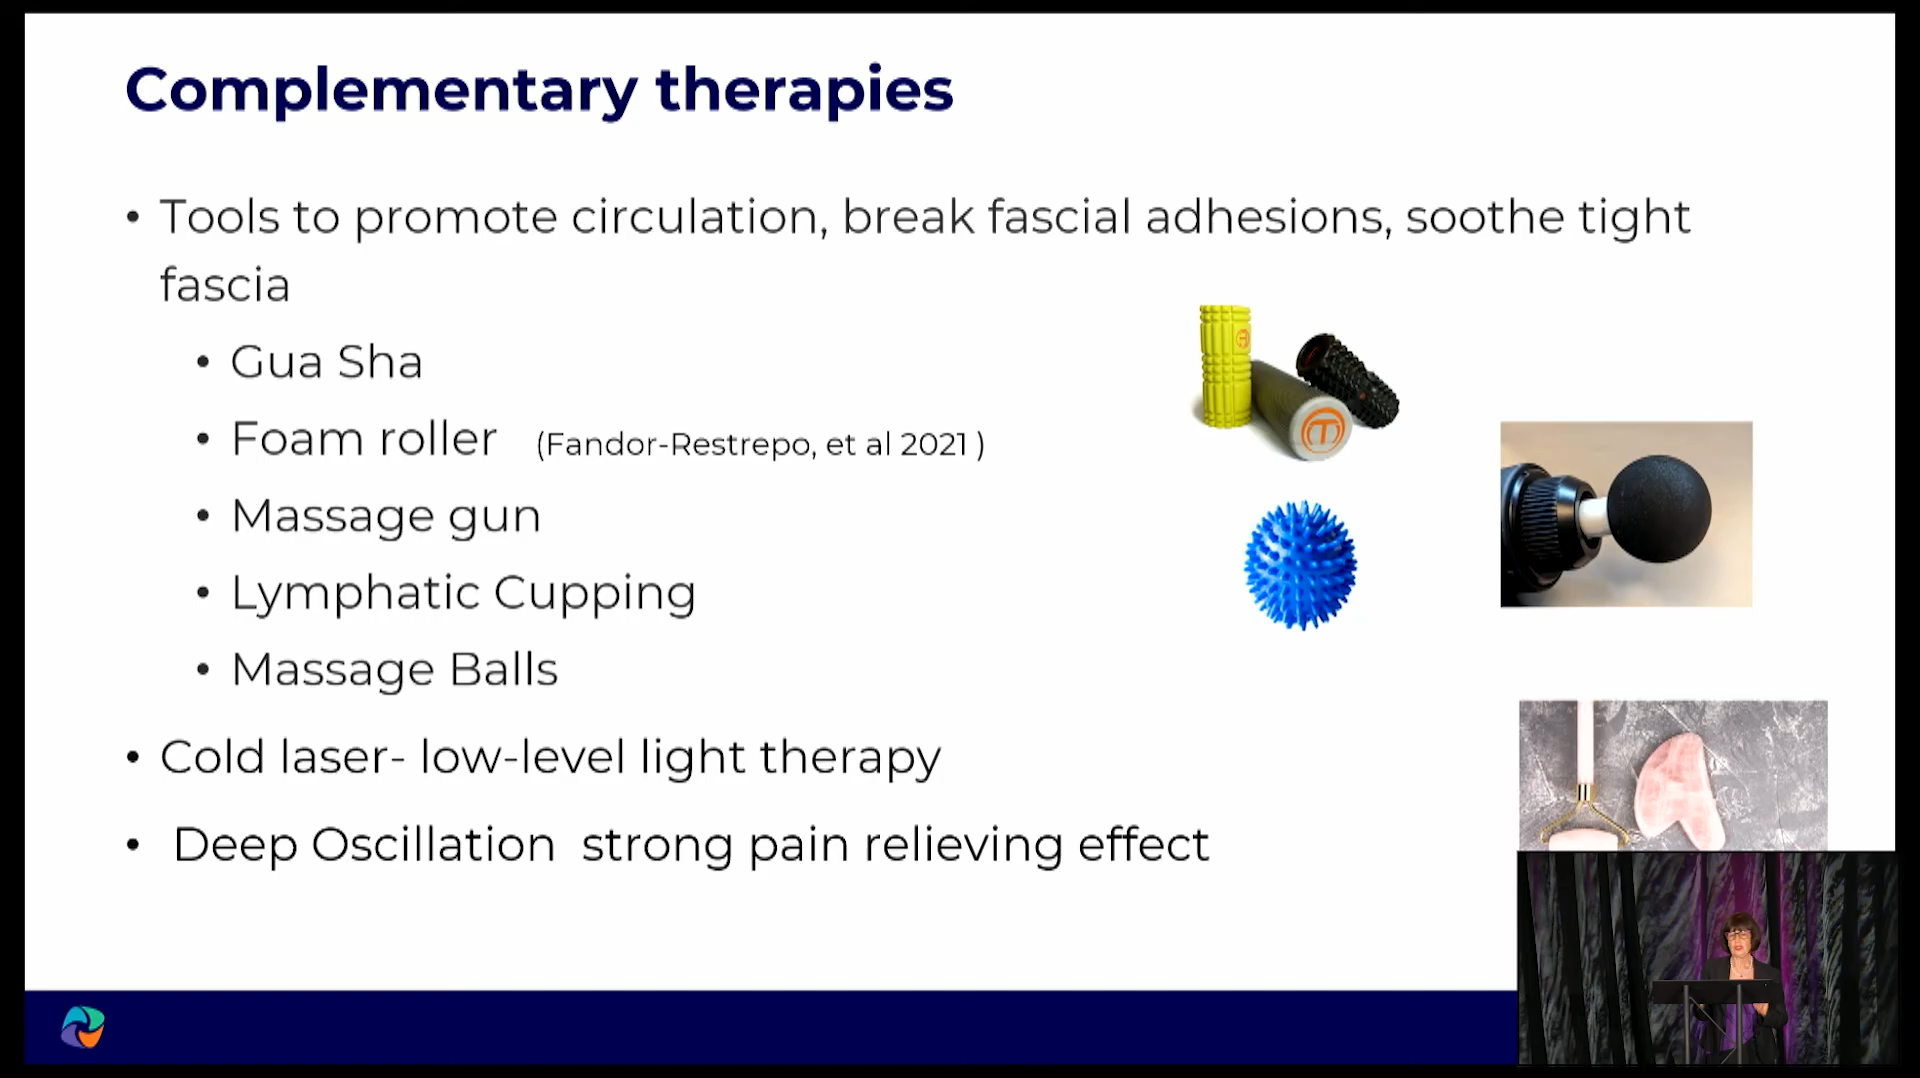 Complementary therapies
• Tools to promote circulation, break fascial adhesions, soothe tight
fascia
• Gua Sha
• Foam roller (Fandor-Restrepo, et al 2021 )
• Massage gun
• Lymphatic Cupping
• Massage Balls
• Cold laser- low-level light therapy
• Deep Oscillation strong pain relieving effect